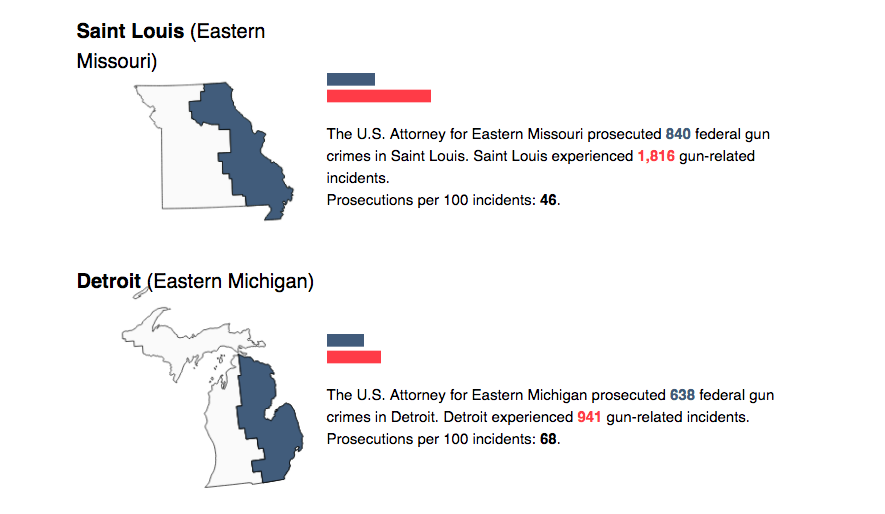 Saint Louis (Eastern
Missouri)
The U.S. Attorney for Eastern Missouri prosecuted 840 federal gun
crimes in Saint Louis. Saint Louis experienced 1,816 gun-related
incidents.
Prosecutions per 100 incidents: 46.
Detroit (Eastern Michigan)
The U.S. Attorney for Eastern Michigan prosecuted 638 federal gun
crimes in Detroit. Detroit experienced 941 gun-related incidents.
Prosecutions per 100 incidents: 68.